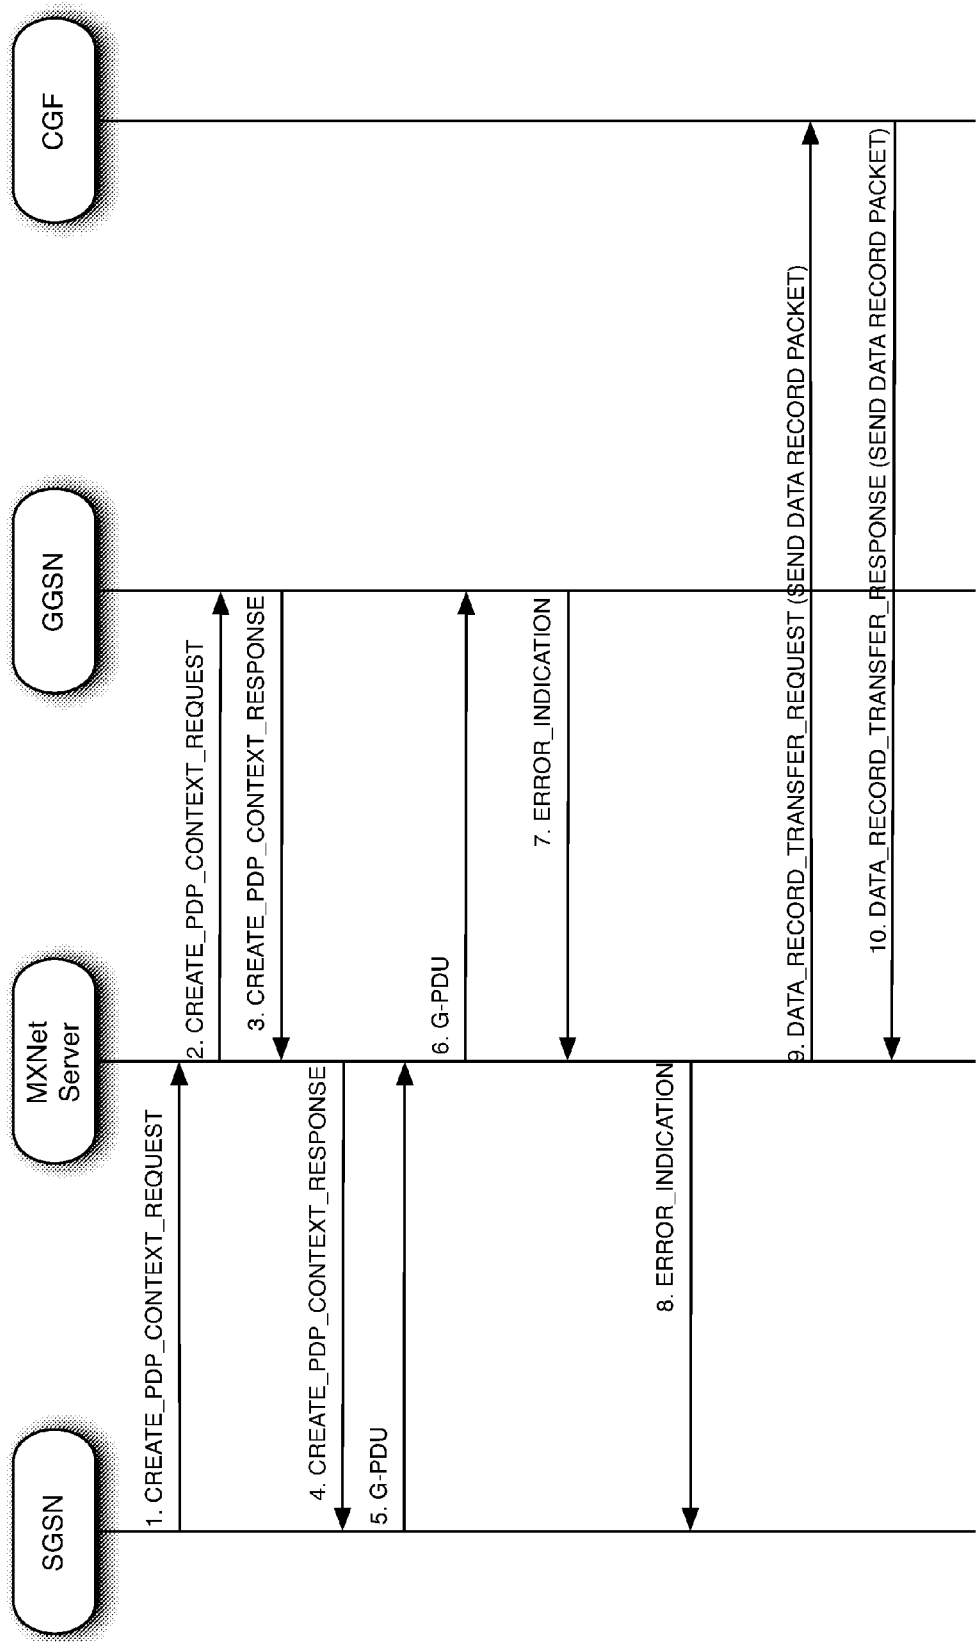 SGSN
MXNet
Server
GGSN
CGF
1. CREATE_PDP_CONTEXT_REQUEST
2. CREATE_PDP_CONTEXT_REQUEST
3. CREATE_PDP_CONTEXT_RESPONSE
4. CREATE_PDP_CONTEXT_RESPONSE
5. G-PDU
6. G-PDU
7. ERROR_INDICATION
8. ERROR_INDICATION
9. DATA_RECORD_TRANSFER_REQUEST (SEND DATA RECORD PACKET)
10. DATA_RECORD_TRANSFER_RESPONSE (SEND DATA RECORD PACKET)